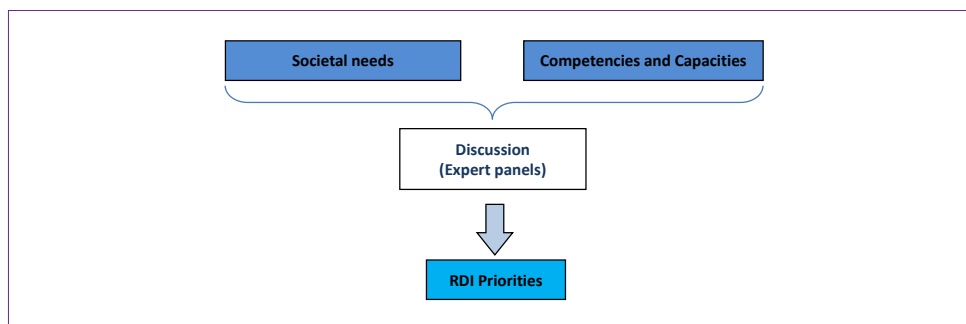 Societal needs
Competencies and Capacities
Discussion
(Expert panels)
RDI Priorities